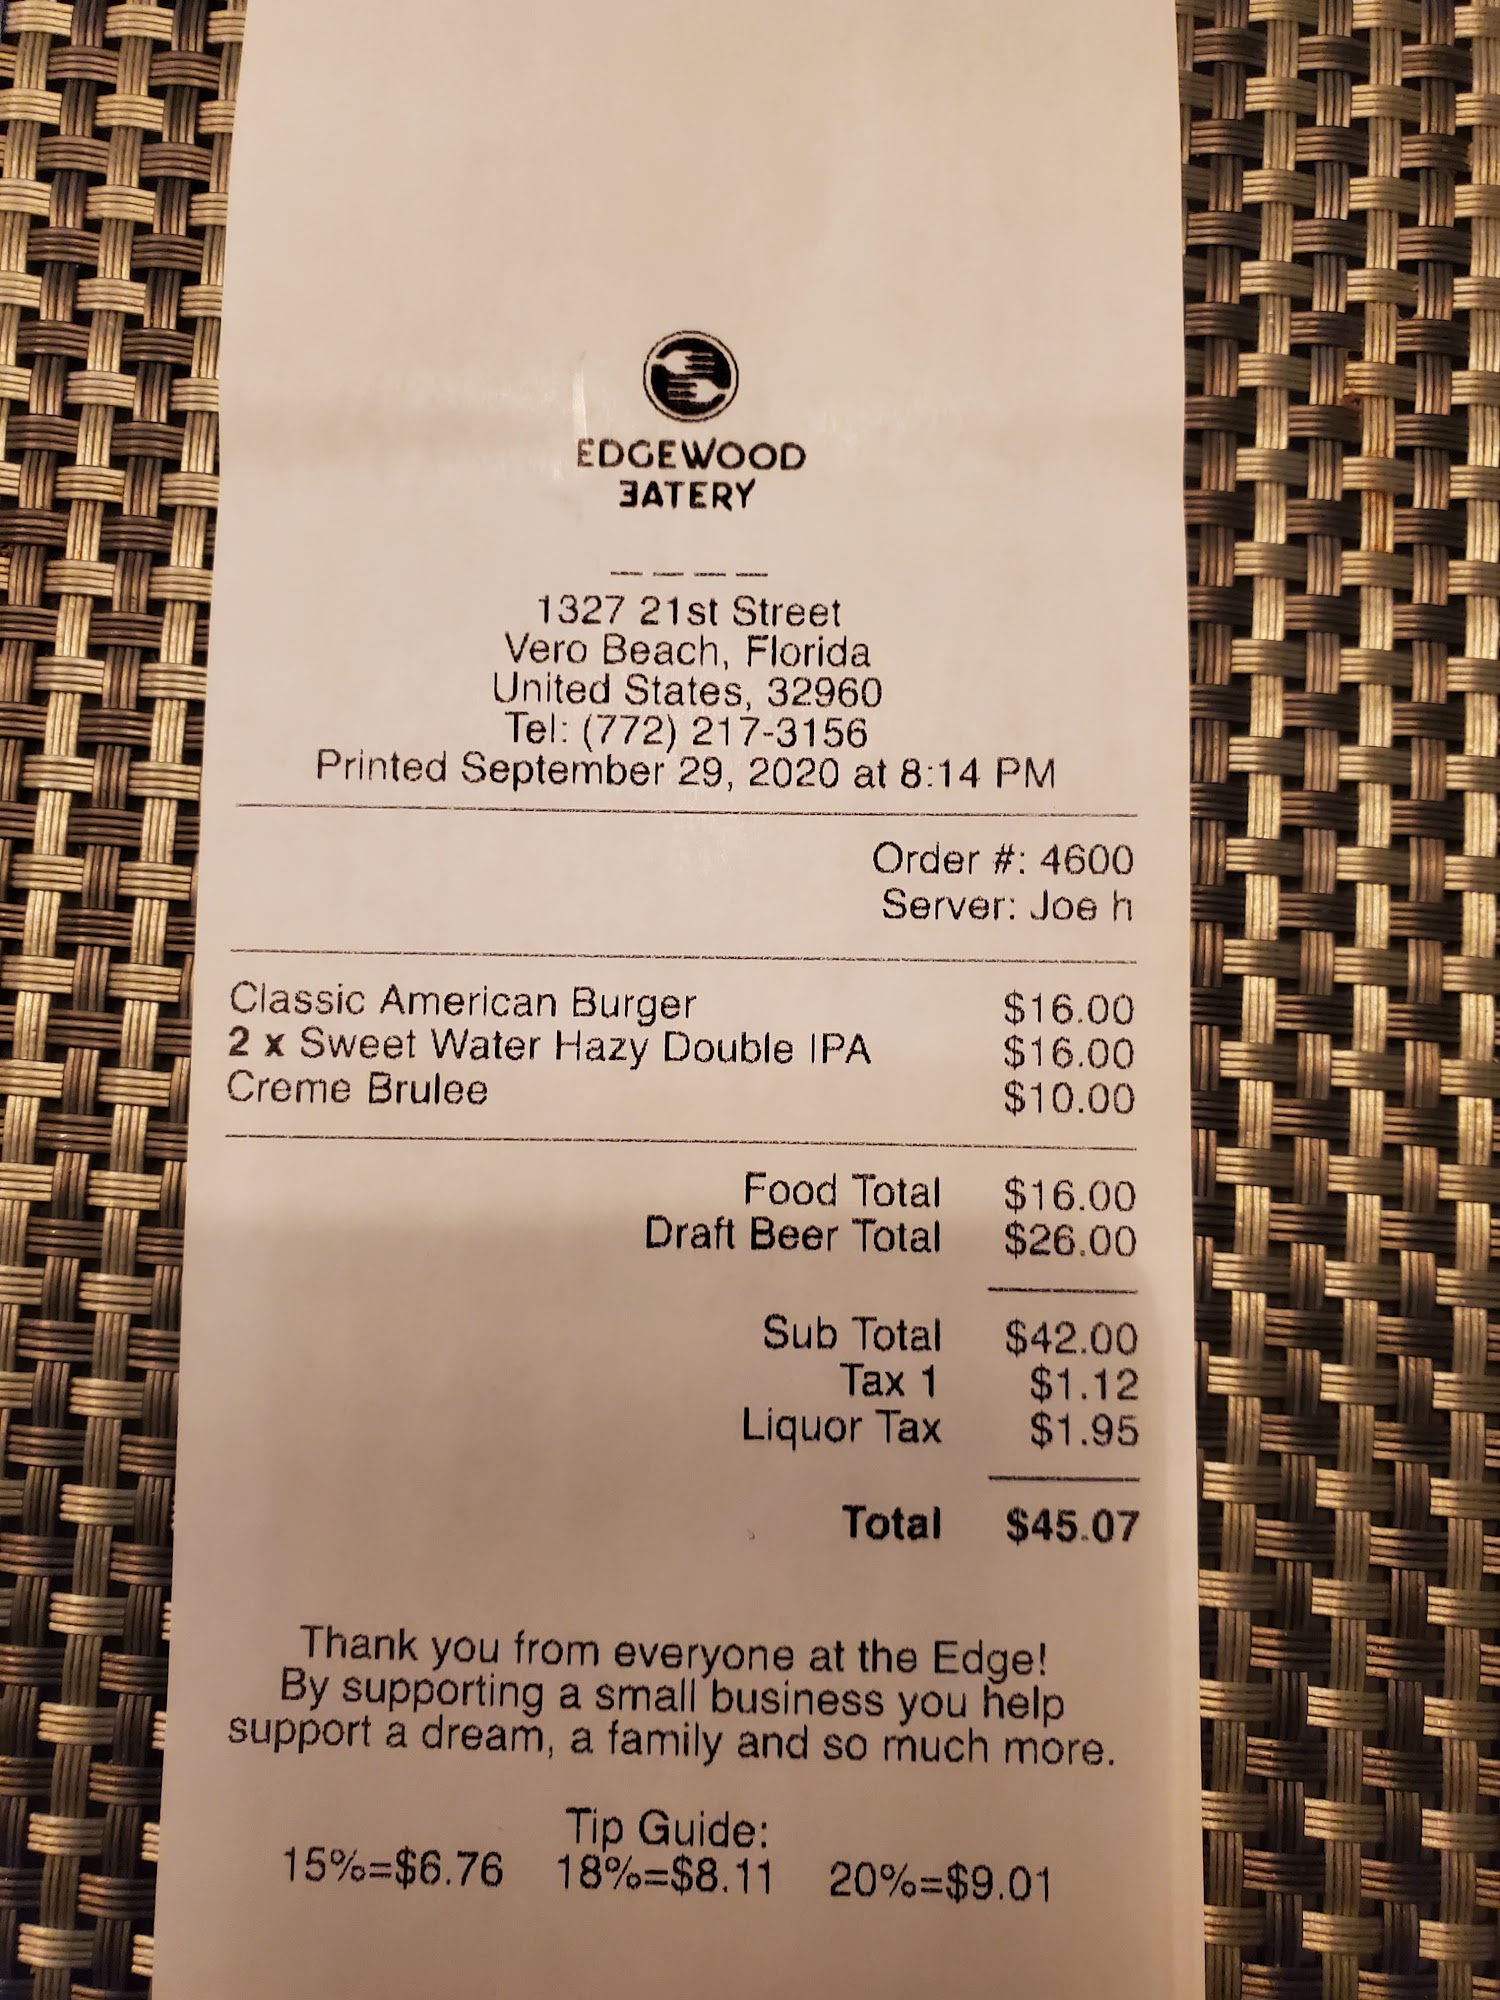 EDGEWOOD
EATERY
1327 21st Street
Vero Beach, Florida
United States, 32960
Tel: (772) 217-3156
Printed September 29, 2020 at 8:14 PM
Order #: 4600
Server: Joe h
Classic American Burger $16.00
2 x Sweet Water Hazy Double IPA $16.00
Creme Brulee $10.00
Food Total $16.00
Draft Beer Total $26.00
Sub Total $42.00
Tax 1 $1.12
Liquor Tax $1.95
Total $45.07
Thank you from everyone at the Edge!
By supporting a small business you help
support a dream, a family and so much more.
Tip Guide:
15%=$6.76 18%=$8.11 20%=$9.01